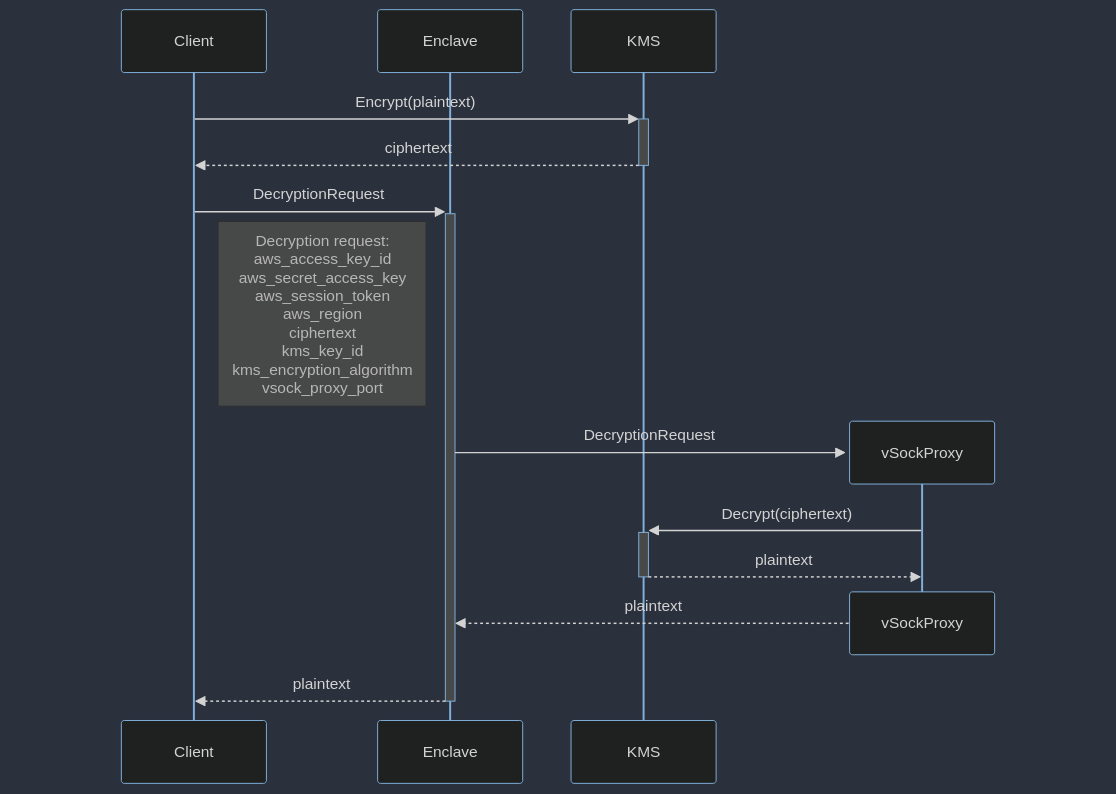 Client
Enclave
KMS
Encrypt(plaintext)
ciphertext
DecryptionRequest
Decryption request:
aws_access_key_id
aws_secret_access_key
aws_session_token
aws_region
ciphertext
kms_key_id
kms_encryption_algorithm
vsock_proxy_port
DecryptionRequest
vSockProxy
Decrypt(ciphertext)
plaintext
plaintext
vSockProxy
plaintext
Client
Enclave
KMS